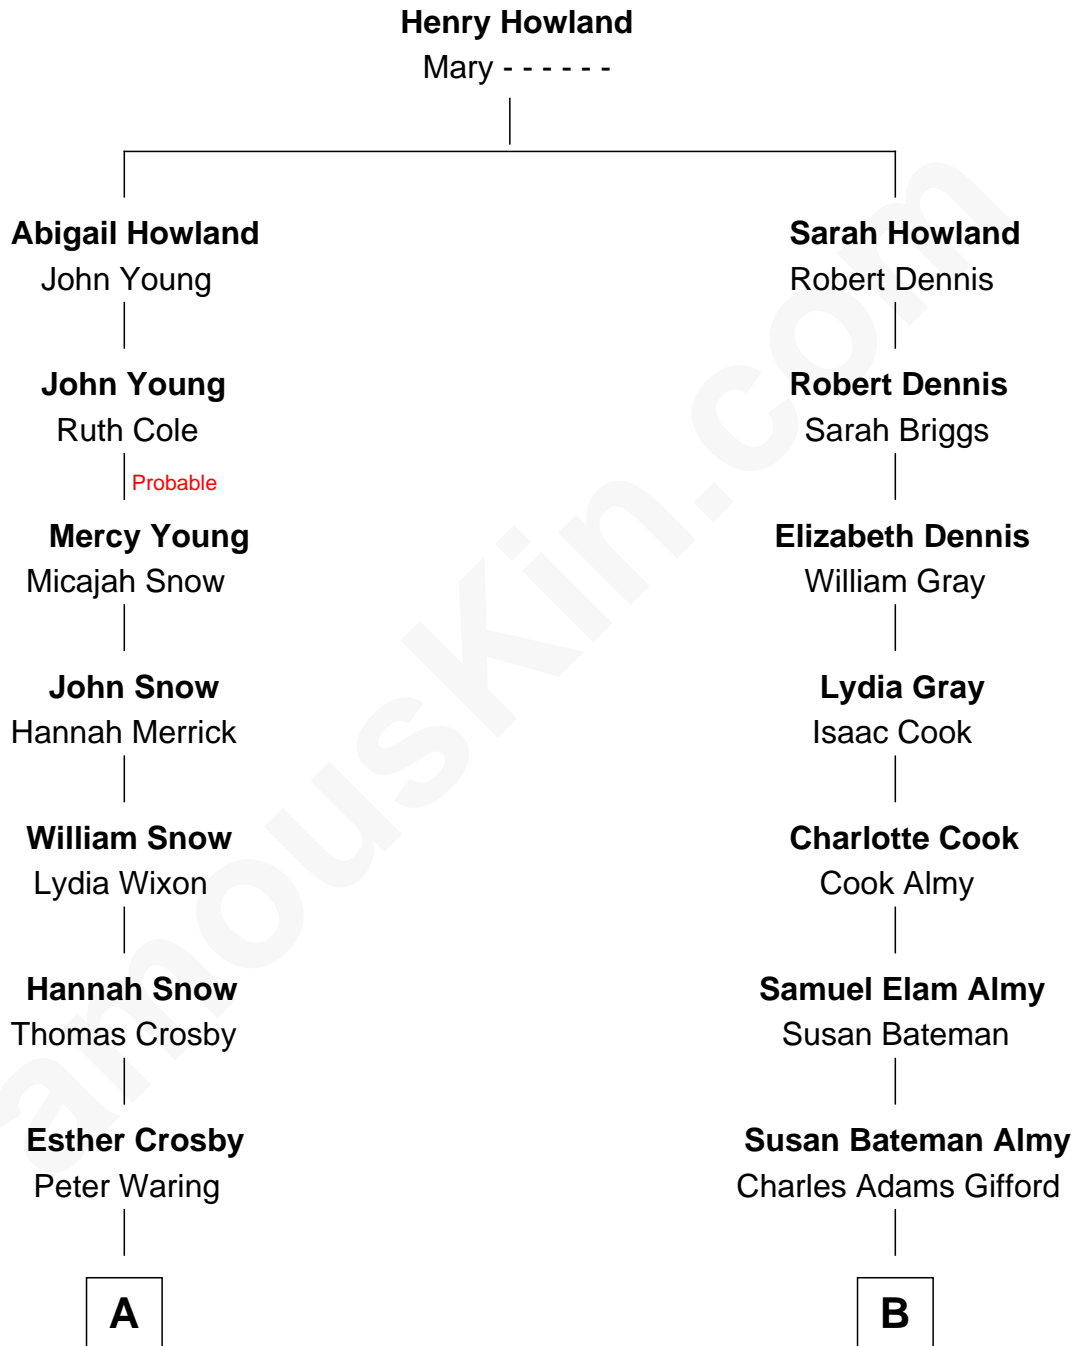 Henry Howland
Mary - - - - - -
Abigail Howland
John Young
Sarah Howland
Robert Dennis
John Young
Ruth Cole
Robert Dennis
Sarah Briggs
Probable
Mercy Young
Micajah Snow
Elizabeth Dennis
William Gray
John Snow
Hannah Merrick
Lydia Gray
Isaac Cook
William Snow
Lydia Wixon
Charlotte Cook
Cook Almy
Hannah Snow
Thomas Crosby
Samuel Elam Almy
Susan Bateman
Esther Crosby
Peter Waring
Susan Bateman Almy
Charles Adams Gifford
A
B
amousKin.com